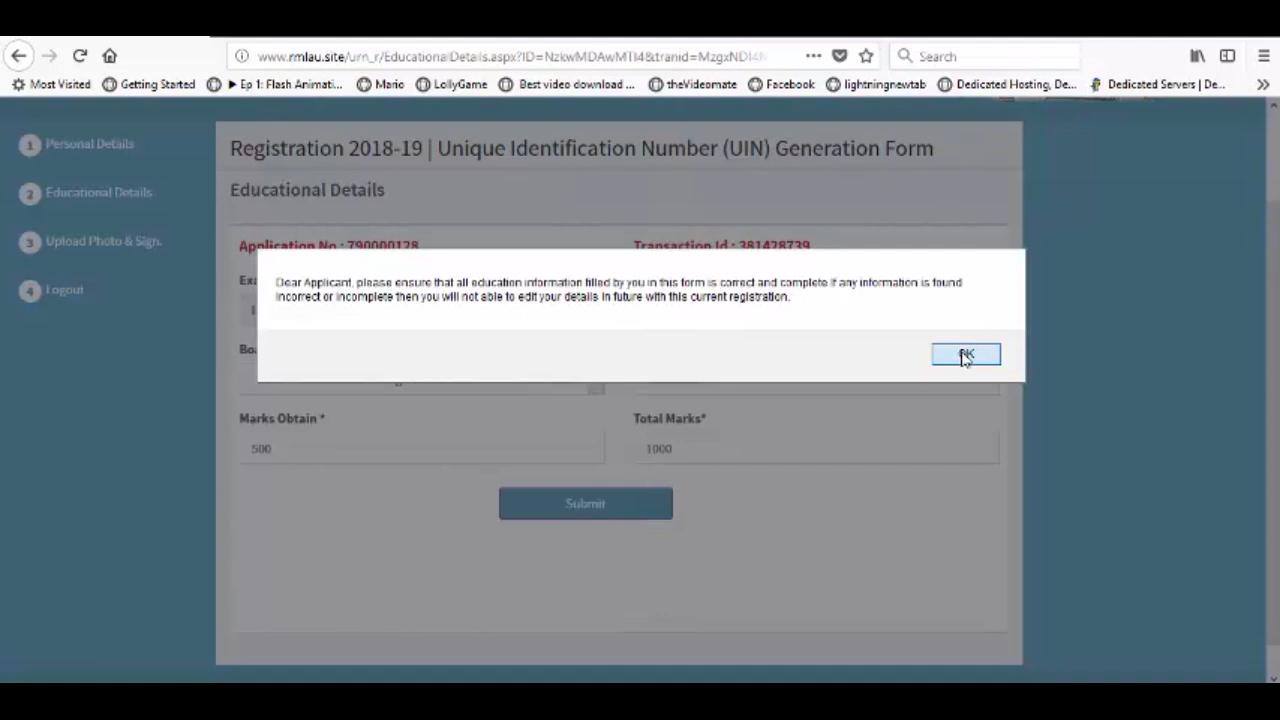 www.rmlau.site/urn_r/EducationalDetails.aspx?ID=NzkwMDAwMTI4&tranid=MzgxNDI4N
Search
Most Visited Getting Started Ep 1: Flash Animati... Mario LollyGame Best video download ... theVideomate Facebook lightningnewtab Dedicated Hosting, De... Dedicated Servers | De...
1 Personal Details
2 Educational Details
3 Upload Photo & Sign.
4 Logout
Registration 2018-19 | Unique Identification Number (UIN) Generation Form
Educational Details
Application No : 790000128 Transaction Id : 381428739
Dear Applicant, please ensure that all education information filled by you in this form is correct and complete if any information is found
incorrect or incomplete then you will not able to edit your details in future with this current registration.
OK
Marks Obtain * Total Marks*
500 1000
Submit